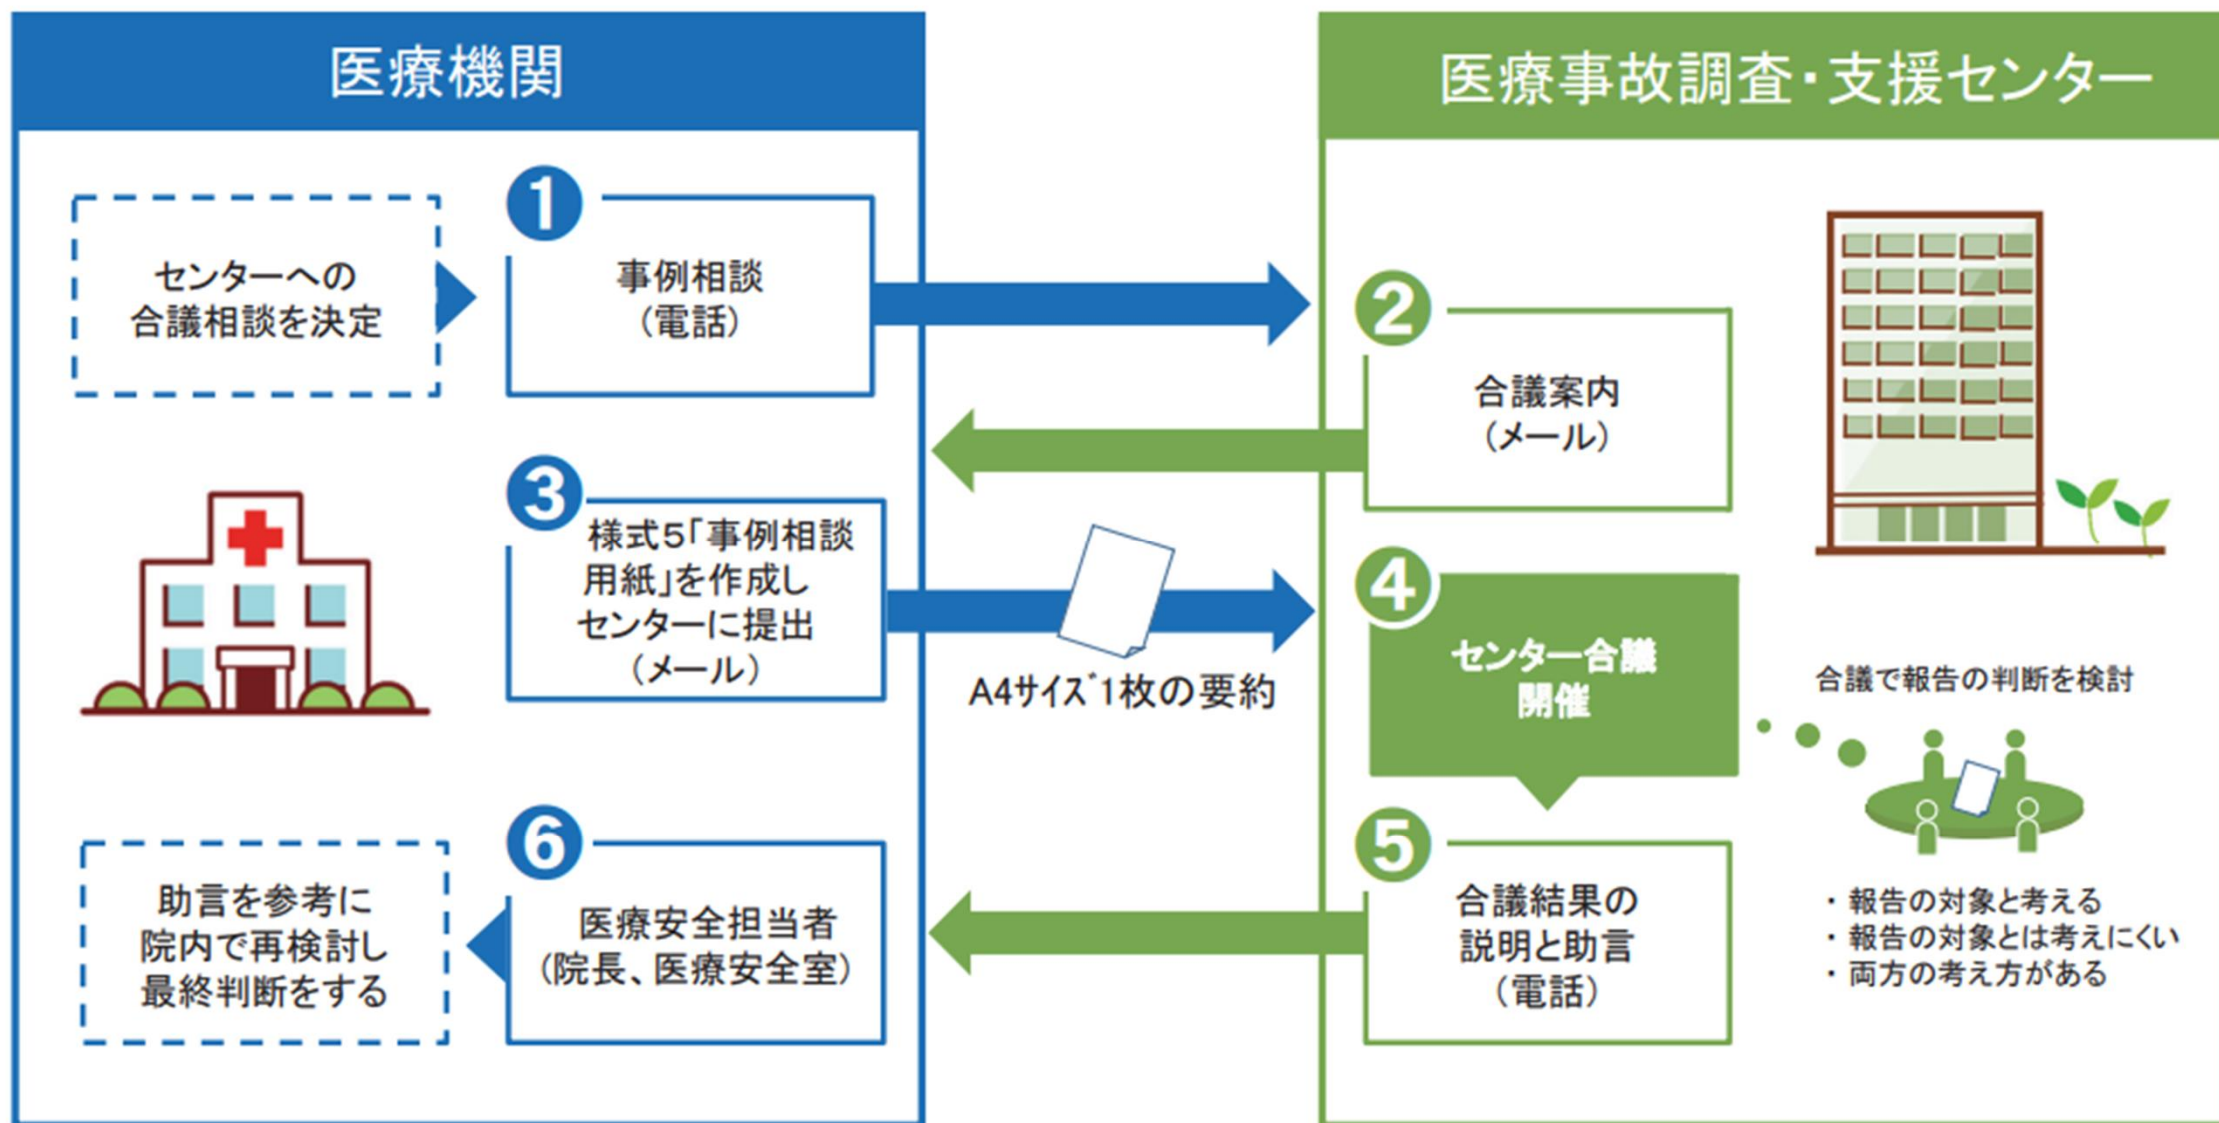 医療機関
医療事故調査・支援センター
センターへの
合議相談を決定
1
事例相談
(電話)
2
合議案内
(メール)
3
様式5「事例相談
用紙」を作成し
センターに提出
(メール)
A4サイズ1枚の要約
4
センター合議
開催
合議で報告の判断を検討
5
合議結果の
説明と助言
(電話)
・報告の対象と考える
・報告の対象とは考えにくい
・両方の考え方がある
6
医療安全担当者
(院長、医療安全室)
助言を参考に
院内で再検討し
最終判断をする